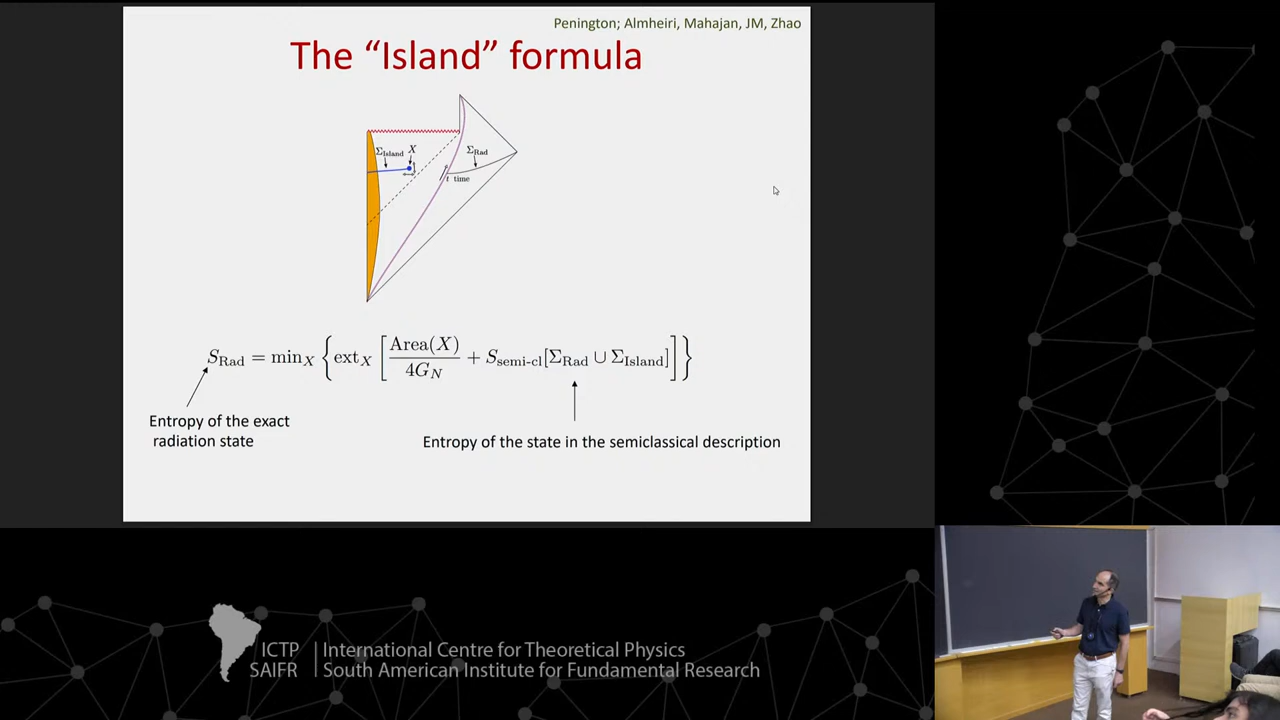 Penington; Almheiri, Mahajan, JM, Zhao
The “Island” formula
Σ_Island X Σ_Rad
t time
S_Rad = min_X { ext_X [ Area(X) / 4G_N + S_semi-cl[Σ_Rad ∪ Σ_Island] ] }
Entropy of the exact
radiation state
Entropy of the state in the semiclassical description
ICTP
SAIFR
International Centre for Theoretical Physics
South American Institute for Fundamental Research